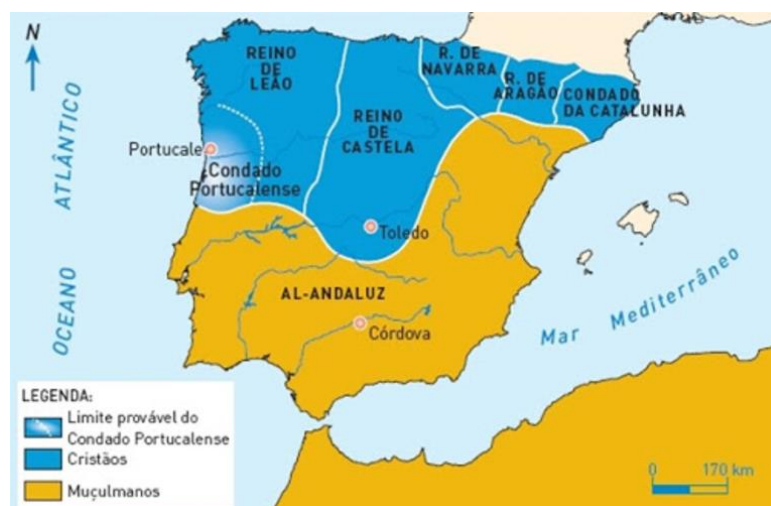 N
REINO
DE
LEÃO
R. DE
NAVARRA
R. DE
ARAGÃO
CONDADO
DA CATALUNHA
REINO
DE
CASTELA
Portucale
Condado
Portucalense
OCEANO ATLÂNTICO
Toledo
AL-ANDALUZ
Córdova
Mar Mediterrâneo
LEGENDA:
Limite provável do
Condado Portucalense
Cristãos
Muçulmanos
0 170 km